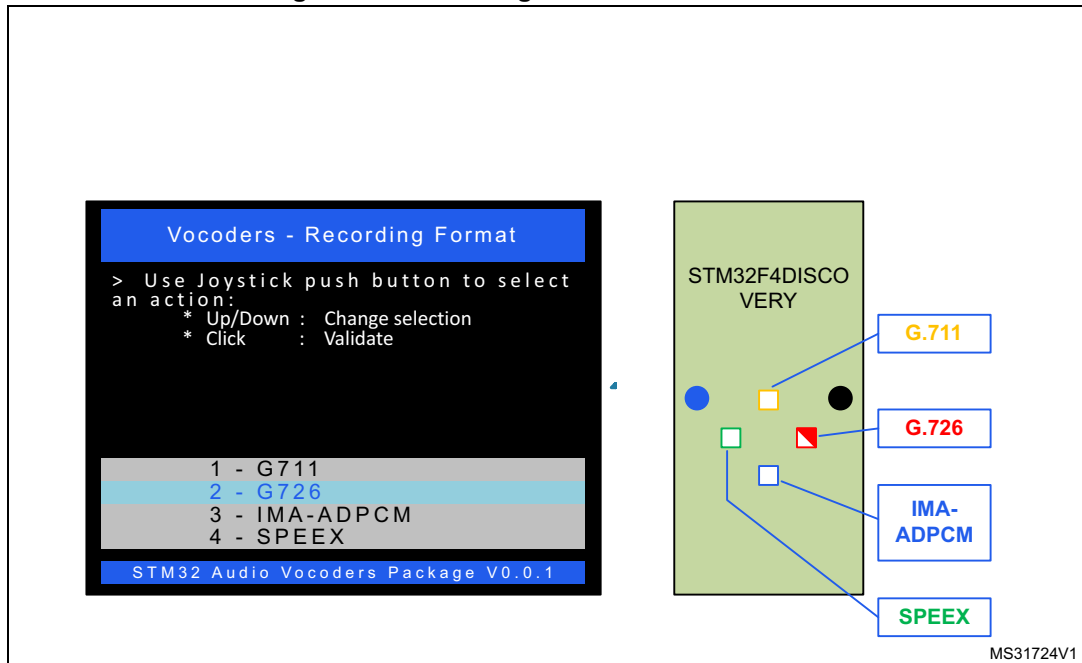 Vocoders - Recording Format
> Use Joystick push button to select
an action:
* Up/Down : Change selection
* Click : Validate
1 - G711
2 - G726
3 - IMA-ADPCM
4 - SPEEX
STM32 Audio Vocoders Package V0.0.1
STM32F4DISCO
VERY
G.711
G.726
IMA-
ADPCM
SPEEX
MS31724V1